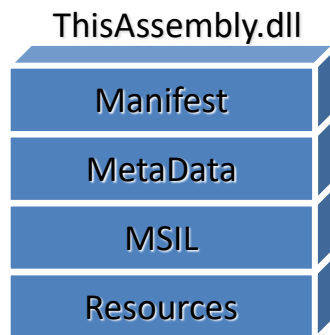 ThisAssembly.dll
Manifest
MetaData
MSIL
Resources